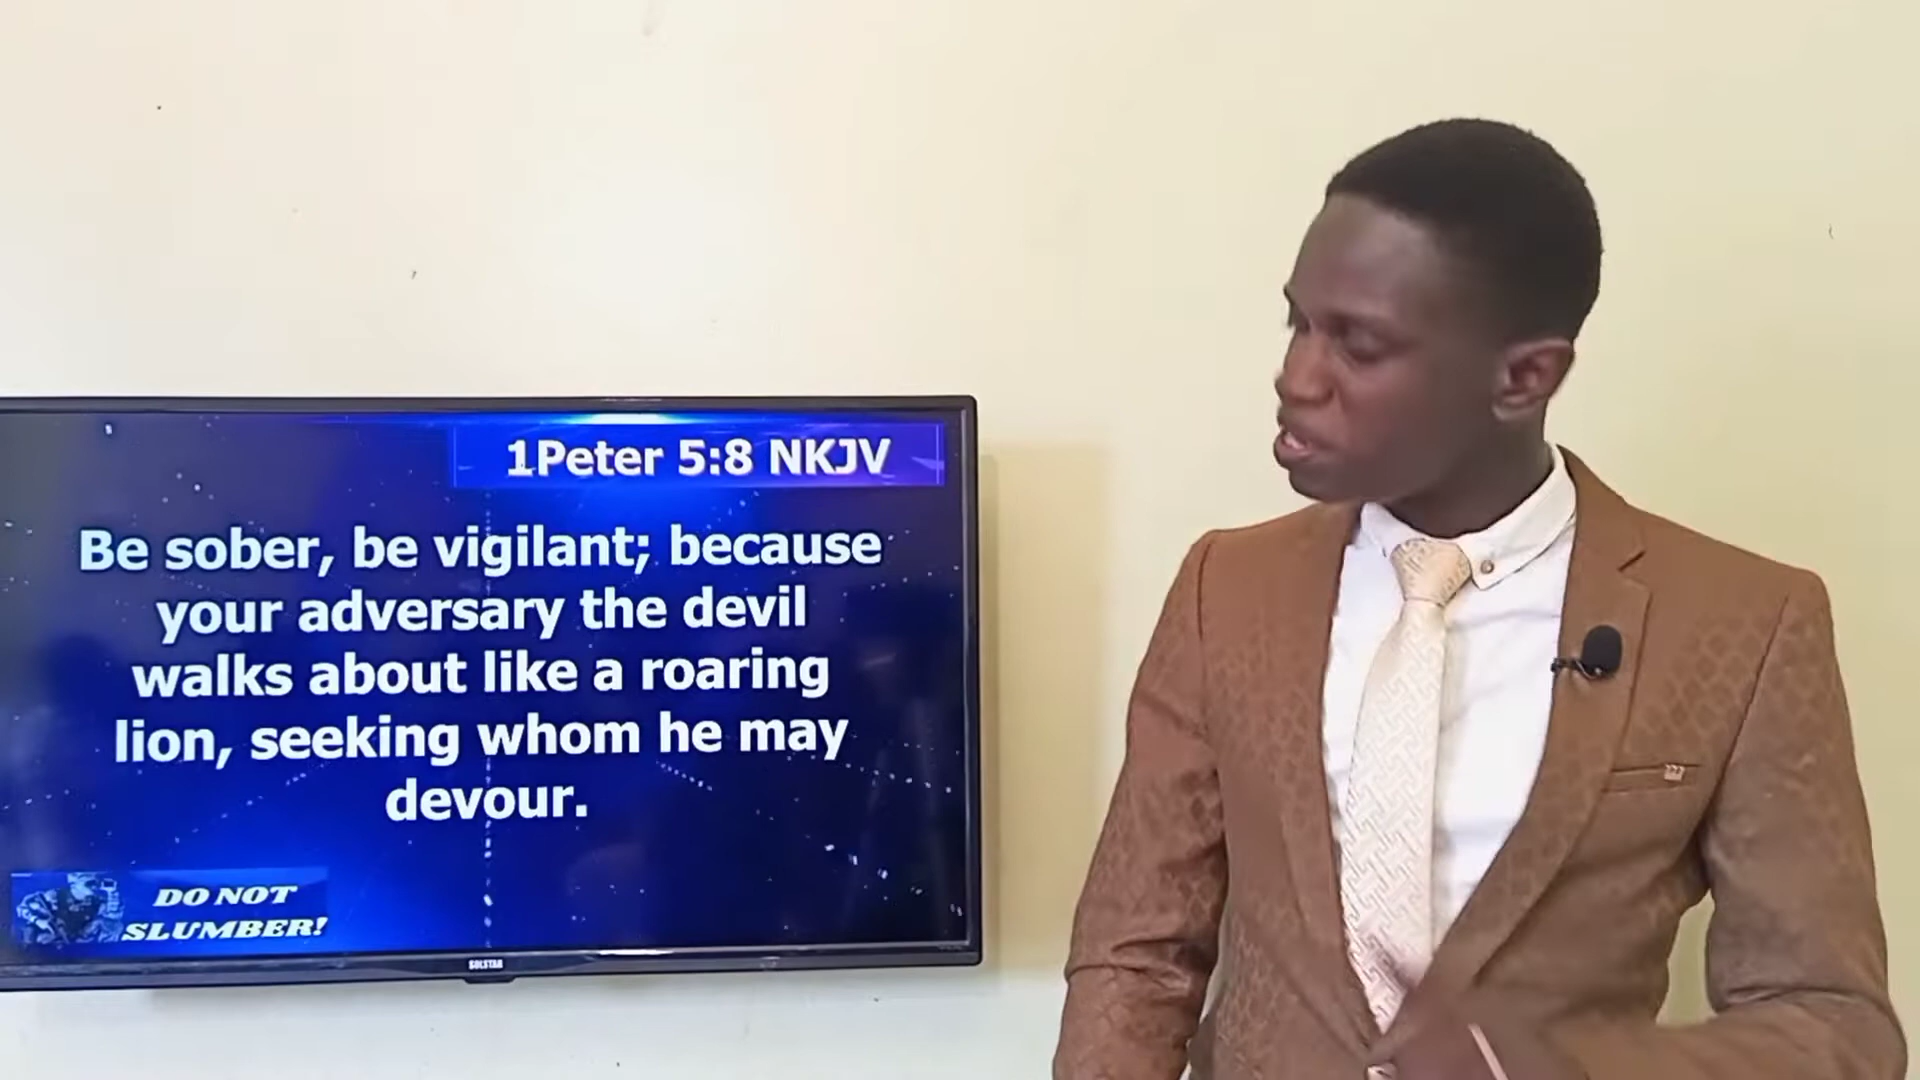 1Peter 5:8 NKJV
Be sober, be vigilant; because
your adversary the devil
walks about like a roaring
lion, seeking whom he may
devour.
DO NOT
SLUMBER!
SOLSTAR